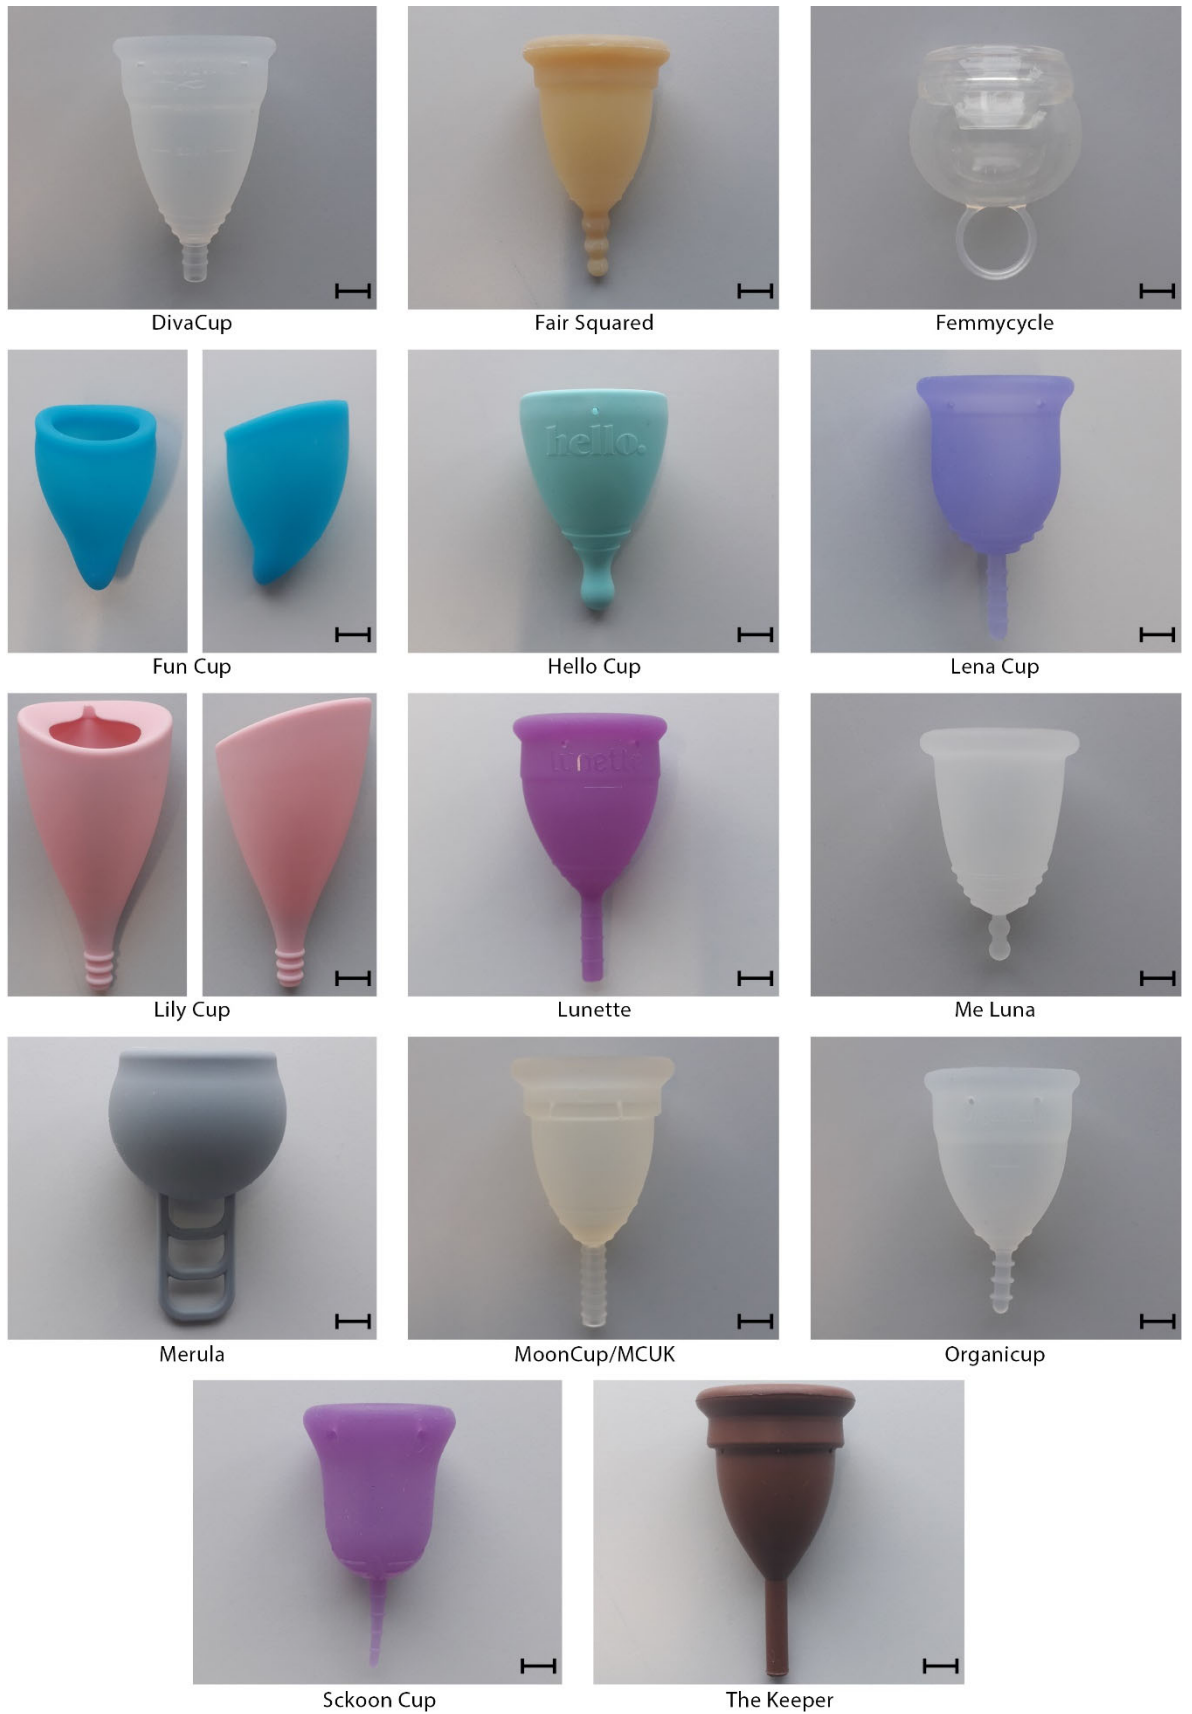 DivaCup
Fair Squared
Femmycycle
hello.
Fun Cup
Hello Cup
Lena Cup
lunette
Lily Cup
Lunette
Me Luna
Merula
MoonCup/MCUK
Organicup
Sckoon Cup
The Keeper